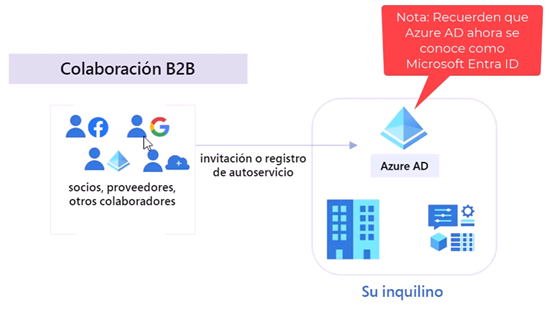 Nota: Recuerden que
Azure AD ahora se
conoce como
Microsoft Entra ID
Colaboración B2B
socios, proveedores,
otros colaboradores
invitación o registro
de autoservicio
Azure AD
Su inquilino